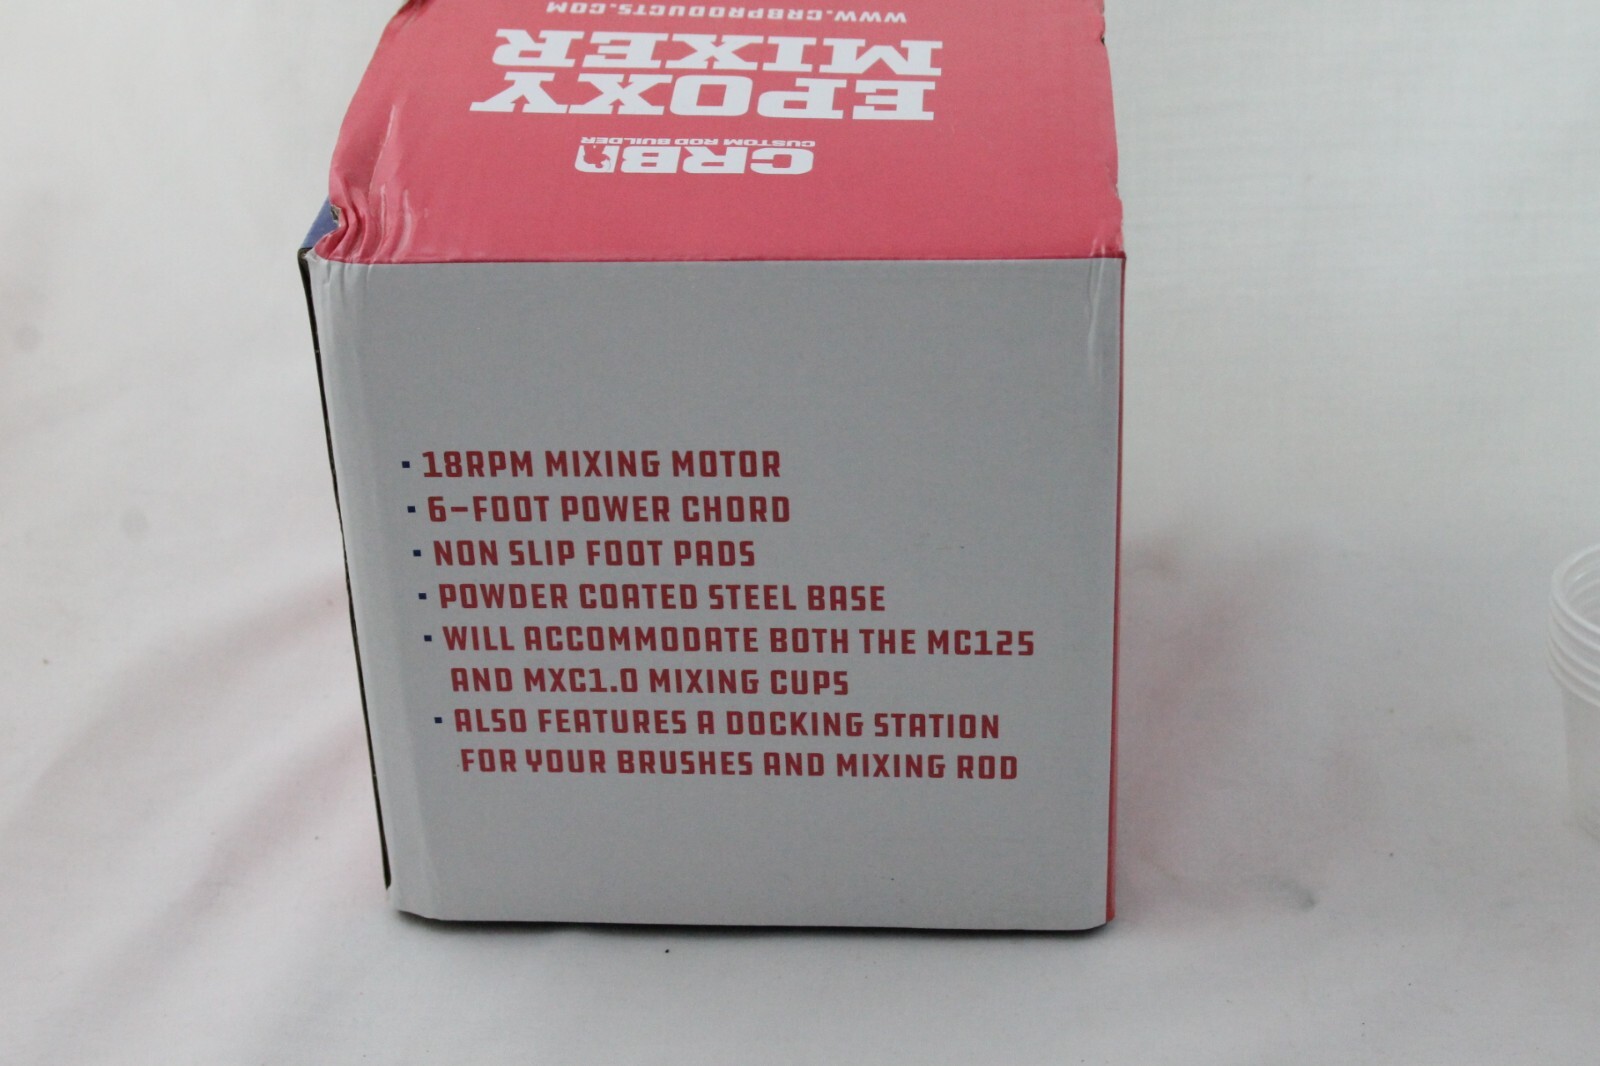 WWW.CRBPRODUCTS.COM
EPOXY
MIXER
CRB
CUSTOM ROD BUILDER
· 18RPM MIXING MOTOR
· 6-FOOT POWER CHORD
· NON SLIP FOOT PADS
· POWDER COATED STEEL BASE
· WILL ACCOMMODATE BOTH THE MC125
AND MXC1.0 MIXING CUPS
· ALSO FEATURES A DOCKING STATION
FOR YOUR BRUSHES AND MIXING ROD